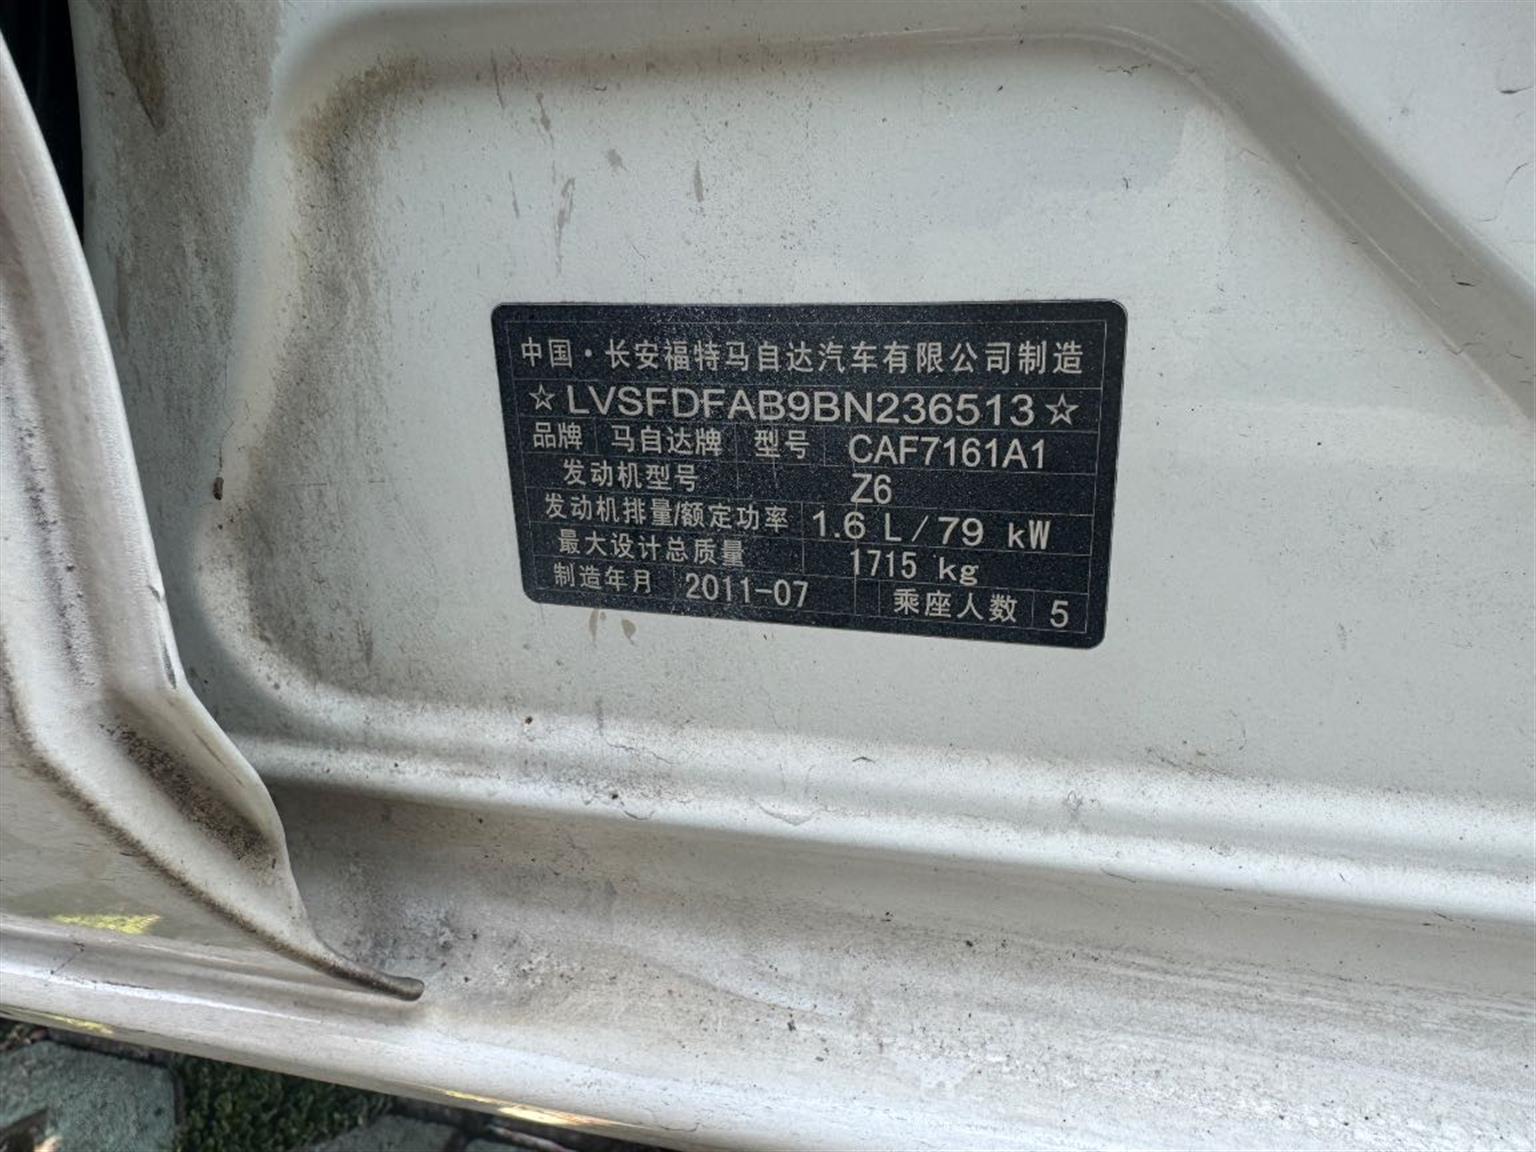 中国·长安福特马自达汽车有限公司制造
☆LVSFDFAB9BN236513☆
品牌 马自达牌 型号 CAF7161A1
发动机型号 Z6
发动机排量/额定功率 1.6 L/79 kW
最大设计总质量 1715 kg
制造年月 2011-07 乘座人数 5